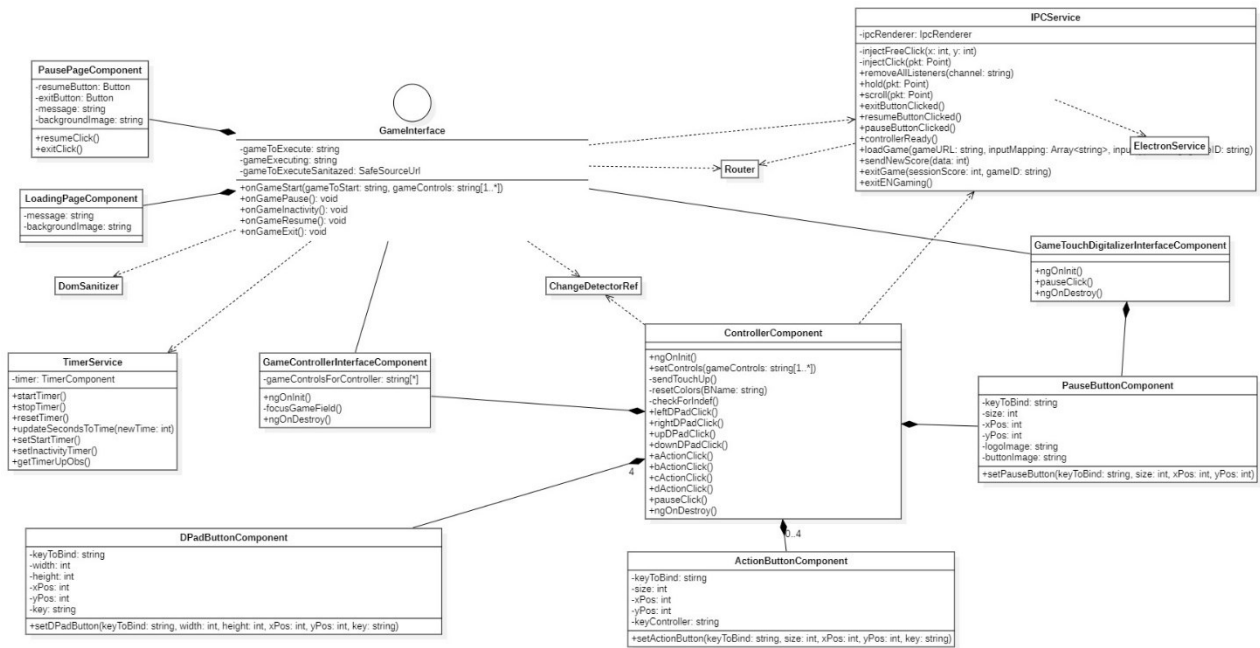 IPCService
-ipcRenderer: IpcRenderer
-injectFreeClick(x: int, y: int)
-injectClick(pkt: Point)
+removeAllListeners(channel: string)
+hold(pkt: Point)
+scroll(pkt: Point)
+exitButtonClicked()
+resumeButtonClicked()
+pauseButtonClicked()
+controllerReady()
+loadGame(gameURL: string, inputMapping: Array<string>, inpu ID: string)
+sendNewScore(data: int)
+exitGame(sessionScore: int, gameID: string)
+exitENGaming()
ElectronService
PausePageComponent
-resumeButton: Button
-exitButton: Button
-message: string
-backgroundImage: string
+resumeClick()
+exitClick()
GameInterface
-gameToExecute: string
-gameExecuting: string
-gameToExecuteSanitazed: SafeSourceUrl
+onGameStart(gameToStart: string, gameControls: string[1..*])
+onGamePause(): void
+onGameInactivity(): void
+onGameResume(): void
+onGameExit(): void
Router
LoadingPageComponent
-message: string
-backgroundImage: string
DomSanitizer
ChangeDetectorRef
GameTouchDigitalizerInterfaceComponent
+ngOnInit()
+pauseClick()
+ngOnDestroy()
TimerService
-timer: TimerComponent
+startTimer()
+stopTimer()
+resetTimer()
+updateSecondsToTime(newTime: int)
+setStartTimer()
+setInactivityTimer()
+getTimerUpObs()
GameControllerInterfaceComponent
-gameControlsForController: string[*]
+ngOnInit()
-focusGameField()
+ngOnDestroy()
ControllerComponent
+ngOnInit()
+setControls(gameControls: string[1..*])
-sendTouchUp()
-resetColors(BName: string)
-checkForIndef()
+leftDPadClick()
+rightDPadClick()
+upDPadClick()
+downDPadClick()
+aActionClick()
+bActionClick()
+cActionClick()
+dActionClick()
+pauseClick()
+ngOnDestroy()
PauseButtonComponent
-keyToBind: string
-size: int
-xPos: int
-yPos: int
-logoImage: string
-buttonImage: string
+setPauseButton(keyToBind: string, size: int, xPos: int, yPos: int)
4
0..4
DPadButtonComponent
-keyToBind: string
-width: int
-height: int
-xPos: int
-yPos: int
-key: string
+setDPadButton(keyToBind: string, width: int, height: int, xPos: int, yPos: int, key: string)
ActionButtonComponent
-keyToBind: stirng
-size: int
-xPos: int
-yPos: int
-keyController: string
+setActionButton(keyToBind: string, size: int, xPos: int, yPos: int, key: string)